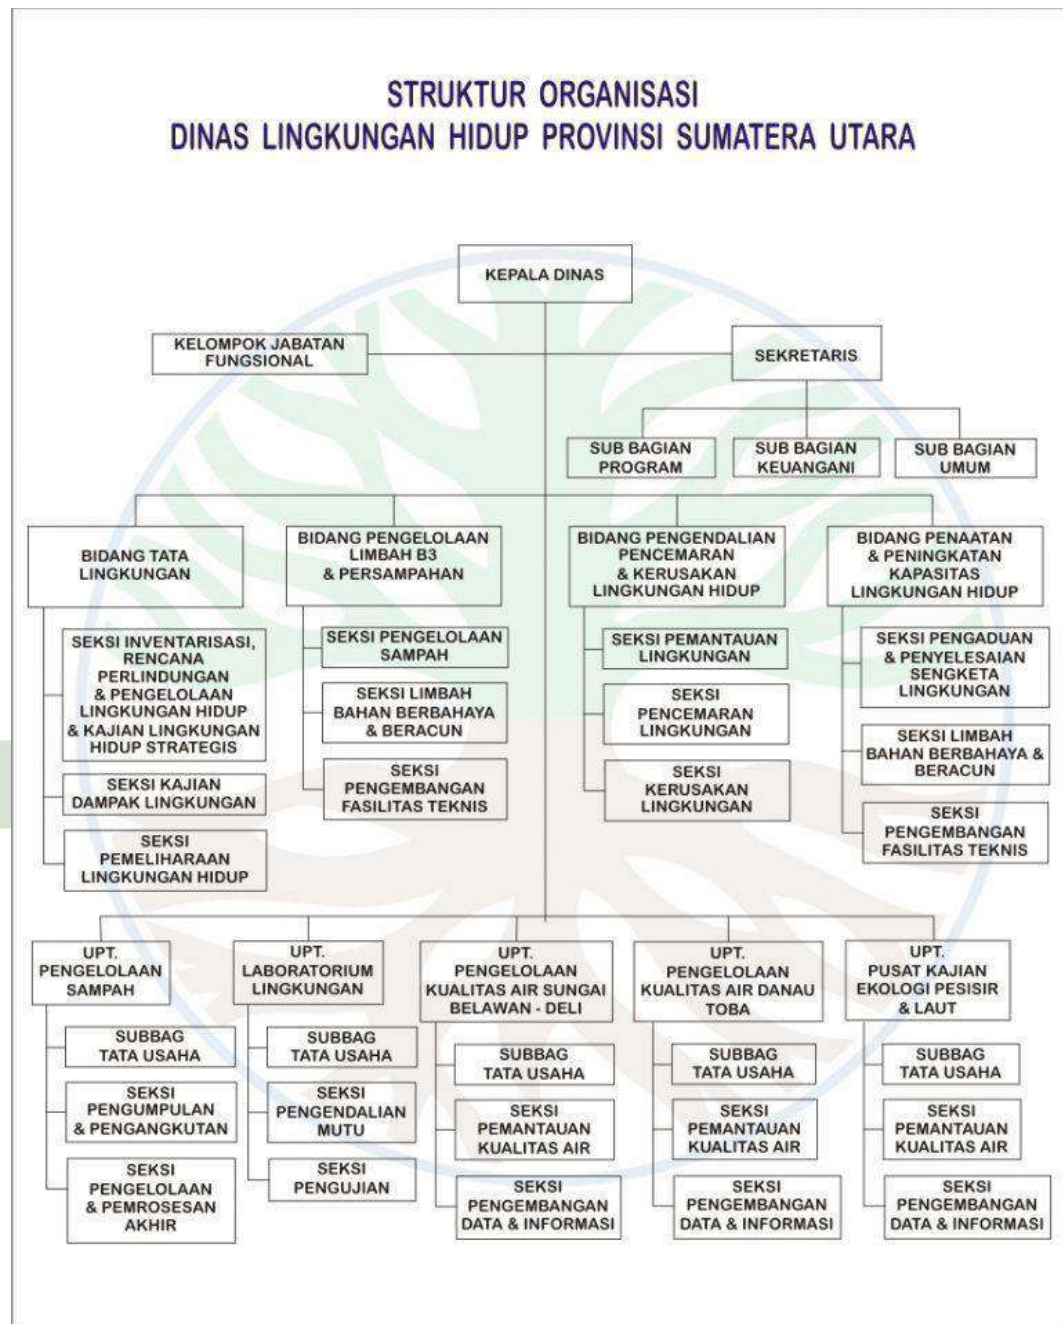 STRUKTUR ORGANISASI
DINAS LINGKUNGAN HIDUP PROVINSI SUMATERA UTARA
KEPALA DINAS
KELOMPOK JABATAN
FUNGSIONAL
SEKRETARIS
SUB BAGIAN
PROGRAM
SUB BAGIAN
KEUANGANI
SUB BAGIAN
UMUM
BIDANG TATA
LINGKUNGAN
SEKSI INVENTARISASI,
RENCANA
PERLINDUNGAN
& PENGELOLAAN
LINGKUNGAN HIDUP
& KAJIAN LINGKUNGAN
HIDUP STRATEGIS
SEKSI KAJIAN
DAMPAK LINGKUNGAN
SEKSI
PEMELIHARAAN
LINGKUNGAN HIDUP
BIDANG PENGELOLAAN
LIMBAH B3
& PERSAMPAHAN
SEKSI PENGELOLAAN
SAMPAH
SEKSI LIMBAH
BAHAN BERBAHAYA
& BERACUN
SEKSI
PENGEMBANGAN
FASILITAS TEKNIS
BIDANG PENGENDALIAN
PENCEMARAN
& KERUSAKAN
LINGKUNGAN HIDUP
SEKSI PEMANTAUAN
LINGKUNGAN
SEKSI
PENCEMARAN
LINGKUNGAN
SEKSI
KERUSAKAN
LINGKUNGAN
BIDANG PENAATAN
& PENINGKATAN
KAPASITAS
LINGKUNGAN HIDUP
SEKSI PENGADUAN
& PENYELESAIAN
SENGKETA
LINGKUNGAN
SEKSI LIMBAH
BAHAN BERBAHAYA &
BERACUN
SEKSI
PENGEMBANGAN
FASILITAS TEKNIS
UPT.
PENGELOLAAN
SAMPAH
SUBBAG
TATA USAHA
SEKSI
PENGUMPULAN
& PENGANGKUTAN
SEKSI
PENGELOLAAN
& PEMROSESAN
AKHIR
UPT.
LABORATORIUM
LINGKUNGAN
SUBBAG
TATA USAHA
SEKSI
PENGENDALIAN
MUTU
SEKSI
PENGUJIAN
UPT.
PENGELOLAAN
KUALITAS AIR SUNGAI
BELAWAN - DELI
SUBBAG
TATA USAHA
SEKSI
PEMANTAUAN
KUALITAS AIR
SEKSI
PENGEMBANGAN
DATA & INFORMASI
UPT.
PENGELOLAAN
KUALITAS AIR DANAU
TOBA
SUBBAG
TATA USAHA
SEKSI
PEMANTAUAN
KUALITAS AIR
SEKSI
PENGEMBANGAN
DATA & INFORMASI
UPT.
PUSAT KAJIAN
EKOLOGI PESISIR
& LAUT
SUBBAG
TATA USAHA
SEKSI
PEMANTAUAN
KUALITAS AIR
SEKSI
PENGEMBANGAN
DATA & INFORMASI